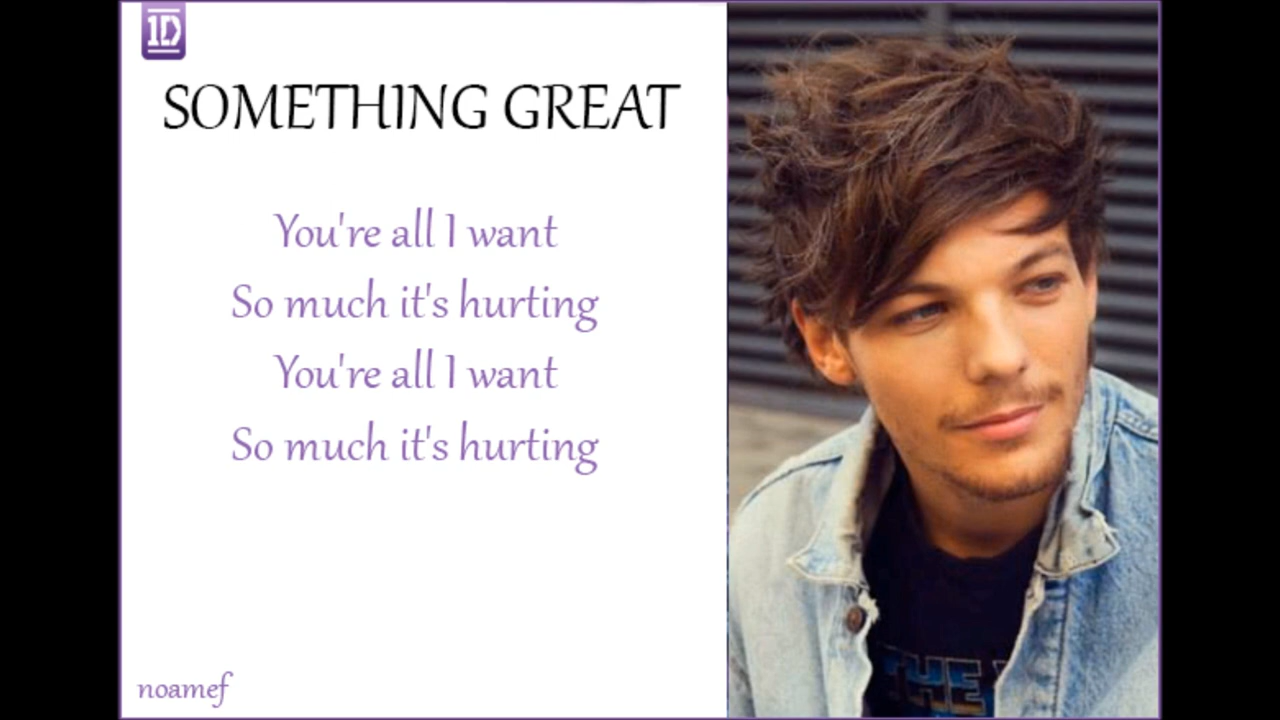 1D
SOMETHING GREAT
You're all I want
So much it's hurting
You're all I want
So much it's hurting
THE
noamef